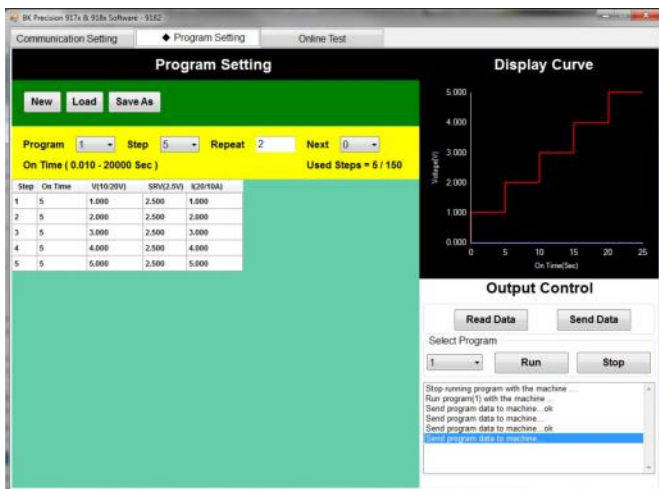 BK Precision 917x & 918x Software - 9182
Communication Setting
◆ Program Setting
Online Test
Program Setting
New Load Save As
Program 1 Step 5 Repeat 2 Next 0
On Time ( 0.010 - 20000 Sec ) Used Steps = 5 / 150
Step On Time V(10/20V) SRV(2.5V) I(20/10A)
1 5 1.000 2.500 1.000
2 5 2.000 2.500 2.000
3 5 3.000 2.500 3.000
4 5 4.000 2.500 4.000
5 5 5.000 2.500 5.000
Display Curve
5.000
4.000
3.000
2.000
1.000
0.000
Voltage(V)
0 5 10 15 20 25
On Time(Sec)
Output Control
Read Data Send Data
Select Program
1 Run Stop
Stop running program with the machine ...
Run program(1) with the machine ...
Send program data to machine...ok
Send program data to machine...
Send program data to machine...ok
Send program data to machine...